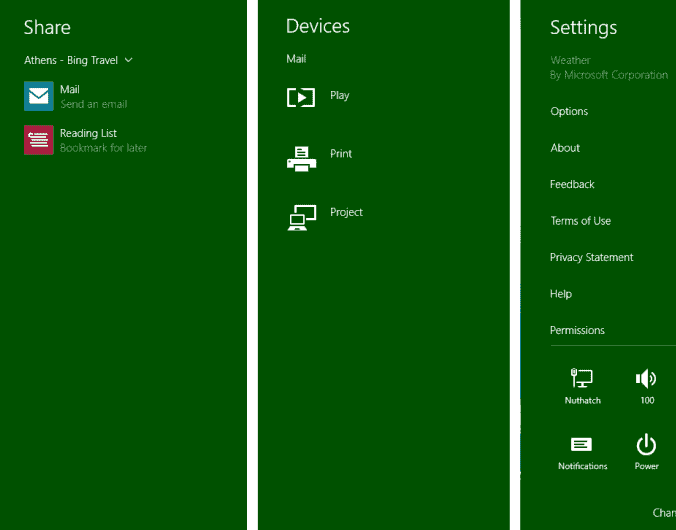 Share
Athens - Bing Travel
Mail
Send an email
Reading List
Bookmark for later
Devices
Mail
Play
Print
Project
Settings
Weather
By Microsoft Corporation
Options
About
Feedback
Terms of Use
Privacy Statement
Help
Permissions
Nuthatch
100
Notifications
Power
Chan